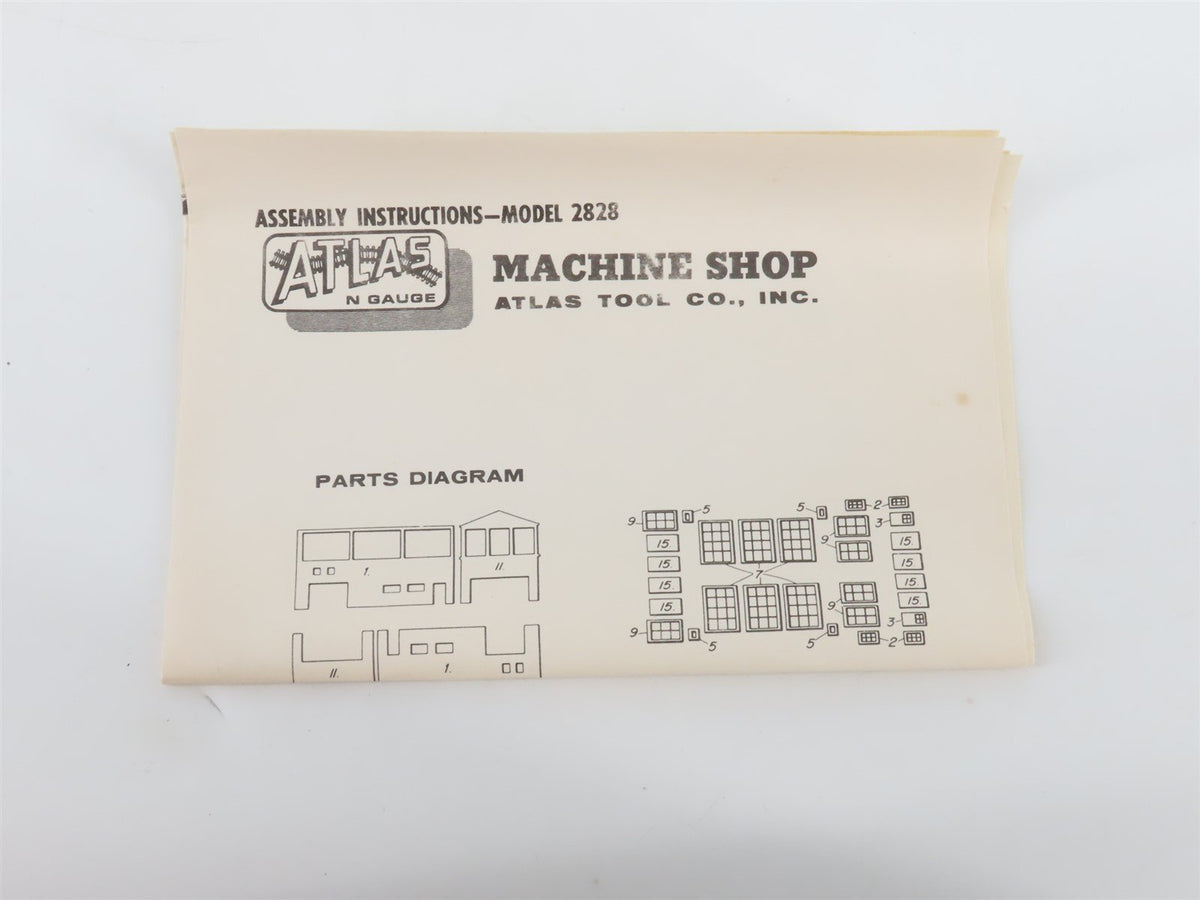 ASSEMBLY INSTRUCTIONS—MODEL 2828
ATLAS
N GAUGE
MACHINE SHOP
ATLAS TOOL CO., INC.
PARTS DIAGRAM
1.
11.
11.
1.
9 5 5 2
3
15. 9 15.
15. 15.
15. 7 15.
15. 9 15.
3
9 5 5 2